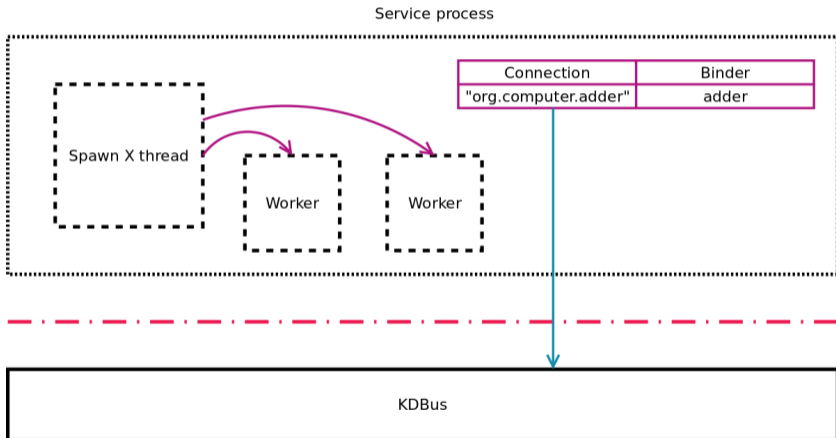 Service process
Connection Binder
"org.computer.adder" adder
Spawn X thread
Worker Worker
KDBus